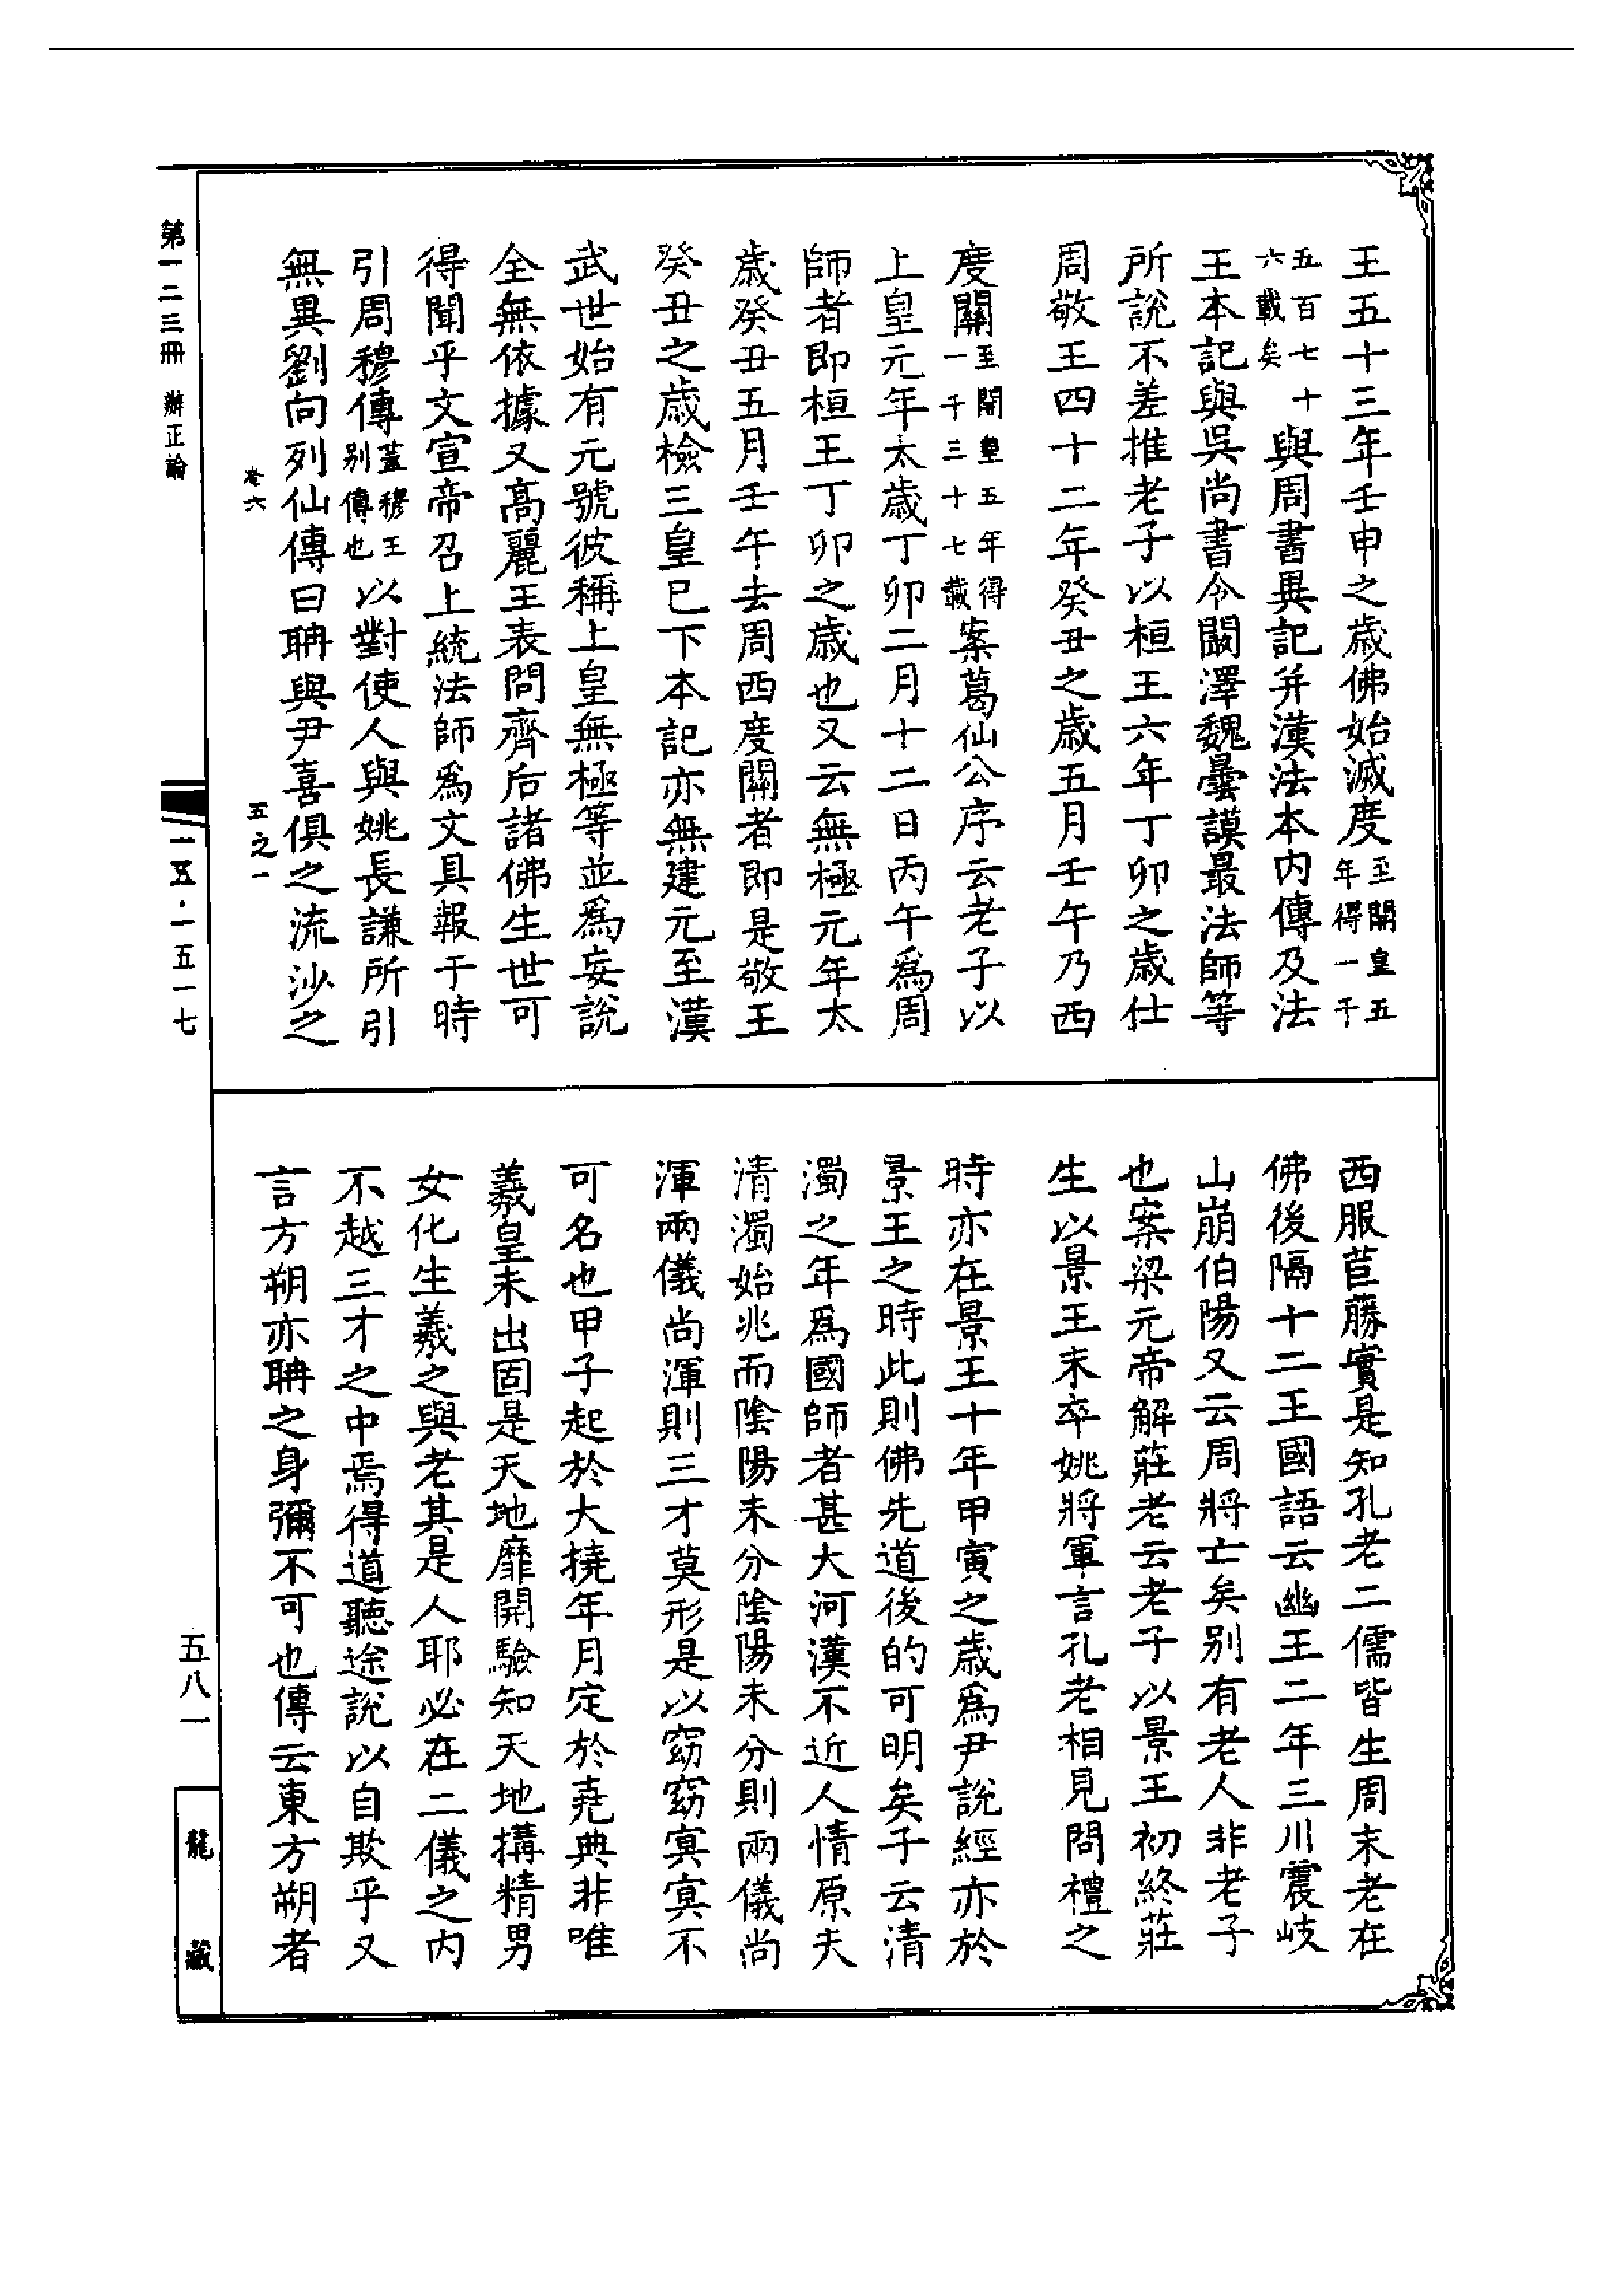 王五十三年壬申之歲佛始滅度至開皇五年得一千
五百七十六載矣與周書異記并漢法本內傳及法
王本記與吳尚書令闞澤魏曇謨最法師等
所說不差推老子以桓王六年丁卯之歲仕
周敬王四十二年癸丑之歲五月壬午乃西
度關至開皇五年得一千三十七載案葛仙公序云老子以
上皇元年太歲丁卯二月十二日丙午為周
師者即桓王丁卯之歲也又云無極元年太
歲癸丑五月壬午去周西度關者即是敬王
癸丑之歲檢三皇已下本記亦無建元至漢
武世始有元號彼稱上皇無極等並為妄說
全無依據又高麗王表問齊后諸佛生世可
得聞乎文宣帝召上統法師為文具報于時
引周穆傳蓋穆王別傳也以對使人與姚長謙所引
無異劉向列仙傳曰聃與尹喜俱之流沙之
西服苣藤實是知孔老二儒皆生周末老在
佛後隔十二王國語云幽王二年三川震岐
山崩伯陽又云周將亡矣别有老人非老子
也案梁元帝解莊老云老子以景王初終莊
生以景王末卒姚將軍言孔老相見問禮之
時亦在景王十年甲寅之歲為尹說經亦於
景王之時此則佛先道後的可明矣子云清
濁之年為國師者甚大河漢不近人情原夫
清濁始兆而陰陽未分陰陽未分則兩儀尚
渾兩儀尚渾則三才莫形是以窈窈冥冥不
可名也甲子起於大撓年月定於堯典非唯
羲皇未出固是天地靡開驗知天地搆精男
女化生羲之與老其是人耶必在二儀之內
不越三才之中焉得道聽途說以自欺乎又
言方朔亦聃之身彌不可也傳云東方朔者
第一二三冊 辯正論
卷六
五之一
一五·一五一七
五八一
龍藏